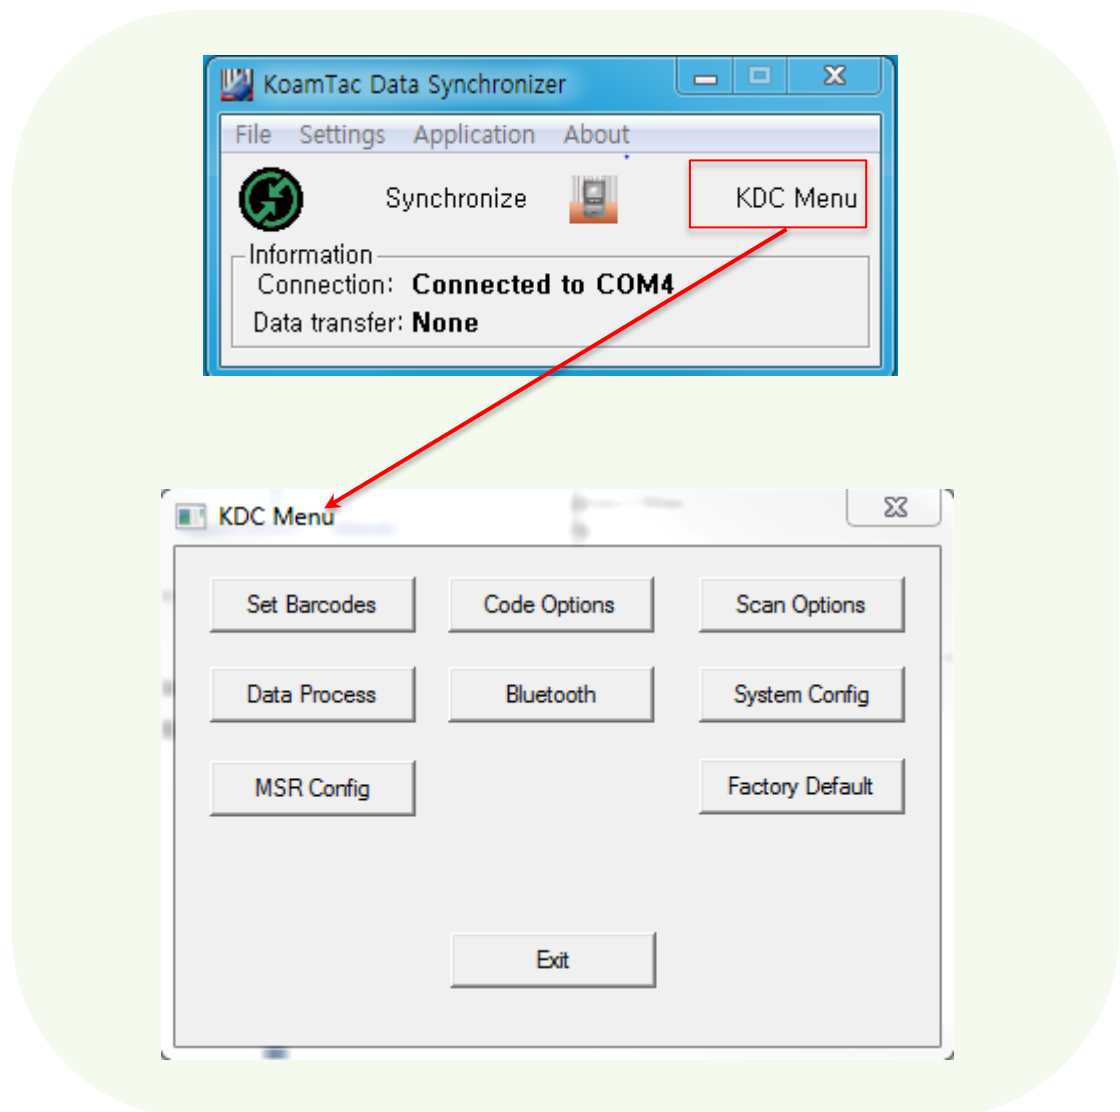 KoamTac Data Synchronizer
File Settings Application About
Synchronize KDC Menu
Information
Connection: Connected to COM4
Data transfer: None
KDC Menu
Set Barcodes Code Options Scan Options
Data Process Bluetooth System Config
MSR Config Factory Default
Exit